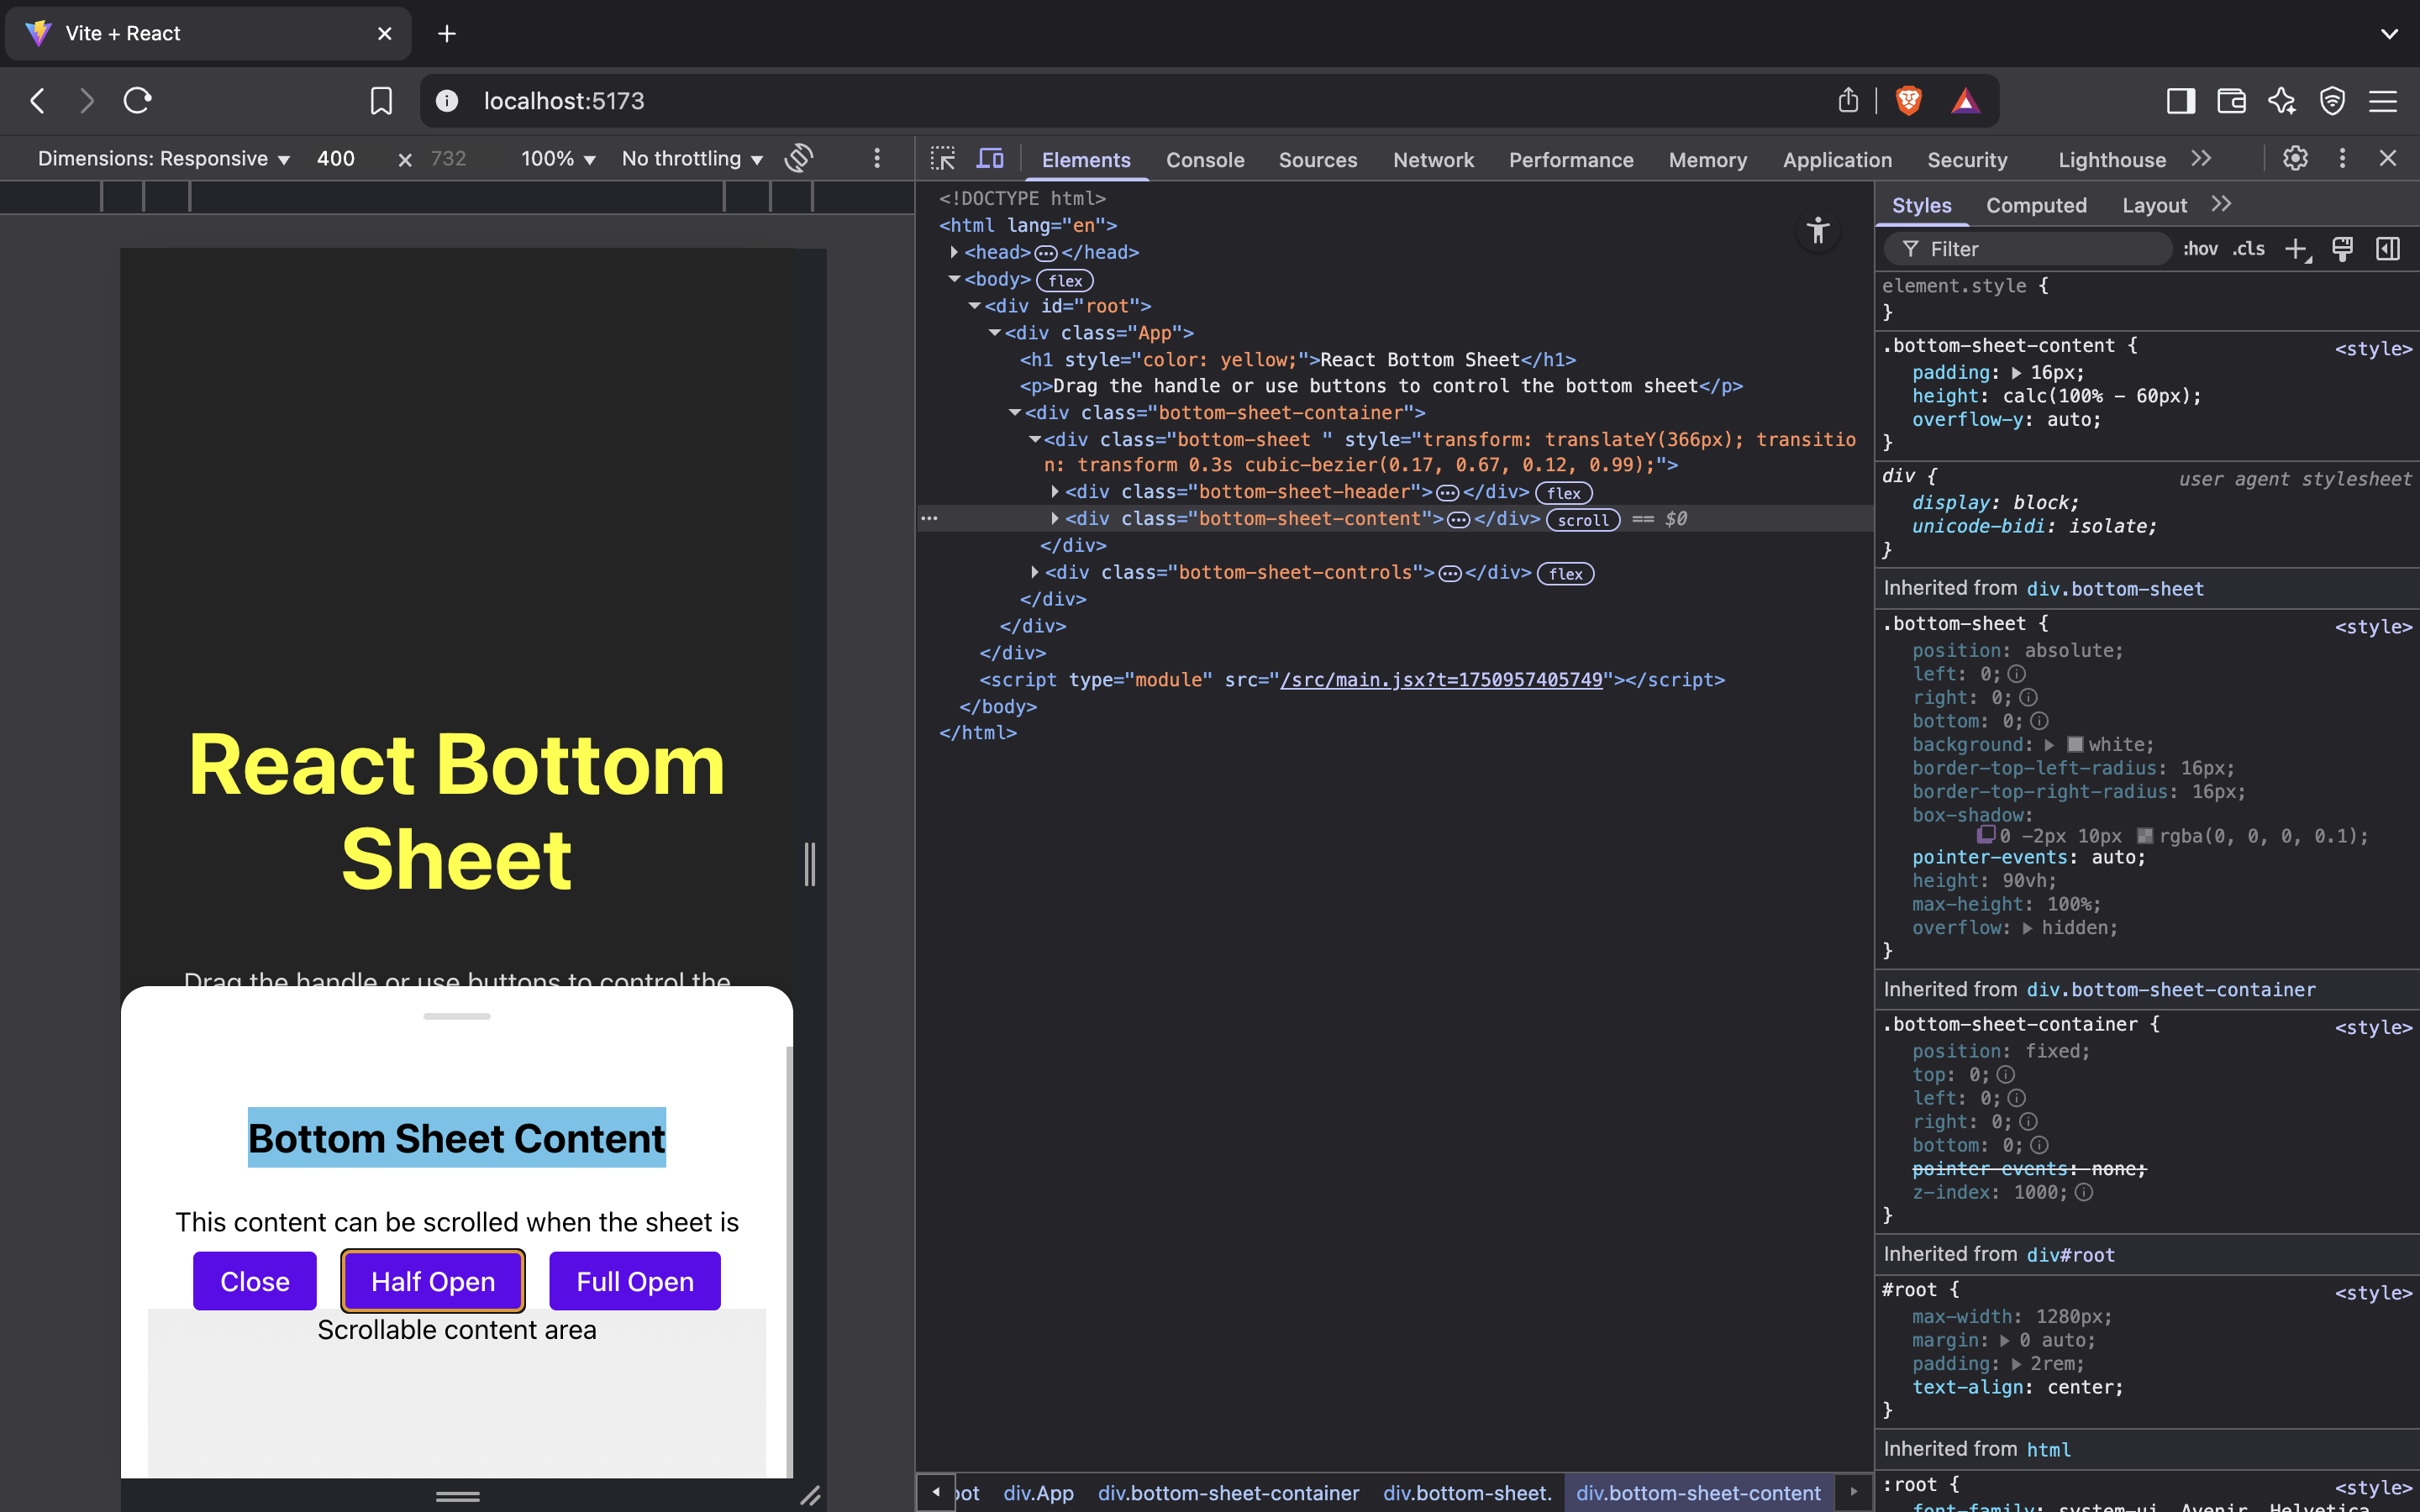 Vite + React
localhost:5173
Dimensions: Responsive 400 x 732 100% No throttling
Elements Console Sources Network Performance Memory Application Security Lighthouse
React Bottom
Sheet
Drag the handle or use buttons to control the
Bottom Sheet Content
This content can be scrolled when the sheet is
Close Half Open Full Open
Scrollable content area
<!DOCTYPE html>
<html lang="en">
<head>…</head>
<body> flex
<div id="root">
<div class="App">
<h1 style="color: yellow;">React Bottom Sheet</h1>
<p>Drag the handle or use buttons to control the bottom sheet</p>
<div class="bottom-sheet-container">
<div class="bottom-sheet " style="transform: translateY(366px); transitio
n: transform 0.3s cubic-bezier(0.17, 0.67, 0.12, 0.99);">
<div class="bottom-sheet-header">…</div> flex
… <div class="bottom-sheet-content">…</div> scroll == $0
</div>
<div class="bottom-sheet-controls">…</div> flex
</div>
</div>
</div>
<script type="module" src="/src/main.jsx?t=1750957405749"></script>
</body>
</html>
oot div.App div.bottom-sheet-container div.bottom-sheet. div.bottom-sheet-content
Styles Computed Layout
Filter :hov .cls
element.style {
}
.bottom-sheet-content { <style>
padding: 16px;
height: calc(100% - 60px);
overflow-y: auto;
}
div { user agent stylesheet
display: block;
unicode-bidi: isolate;
}
Inherited from div.bottom-sheet
.bottom-sheet { <style>
position: absolute;
left: 0;
right: 0;
bottom: 0;
background: white;
border-top-left-radius: 16px;
border-top-right-radius: 16px;
box-shadow:
0 -2px 10px rgba(0, 0, 0, 0.1);
pointer-events: auto;
height: 90vh;
max-height: 100%;
overflow: hidden;
}
Inherited from div.bottom-sheet-container
.bottom-sheet-container { <style>
position: fixed;
top: 0;
left: 0;
right: 0;
bottom: 0;
pointer-events: none;
z-index: 1000;
}
Inherited from div#root
#root { <style>
max-width: 1280px;
margin: 0 auto;
padding: 2rem;
text-align: center;
}
Inherited from html
:root { <style>
font-family: system-ui, Avenir, Helvetica,